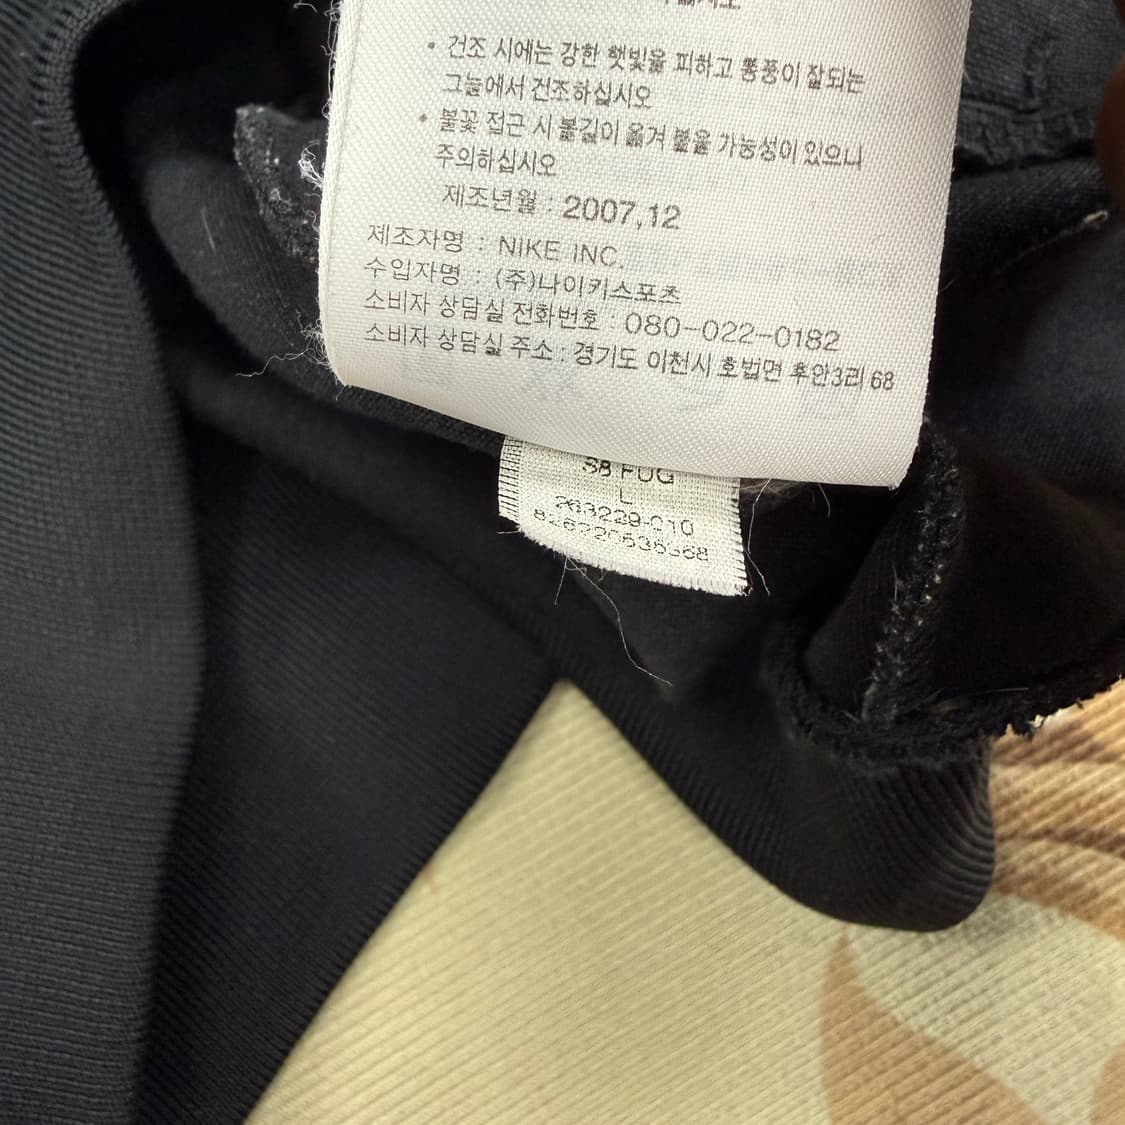 • 건조 시에는 강한 햇빛을 피하고 통풍이 잘되는
그늘에서 건조하십시오
• 불꽃 접근 시 불길이 옮겨 붙을 가능성이 있으니
주의하십시오
제조년월 : 2007,12
제조자명 : NIKE INC.
수입자명 : (주)나이키스포츠
소비자 상담실 전화번호 : 080-022-0182
소비자 상담실 주소 : 경기도 이천시 호법면 후안3리 68
L
263229-010